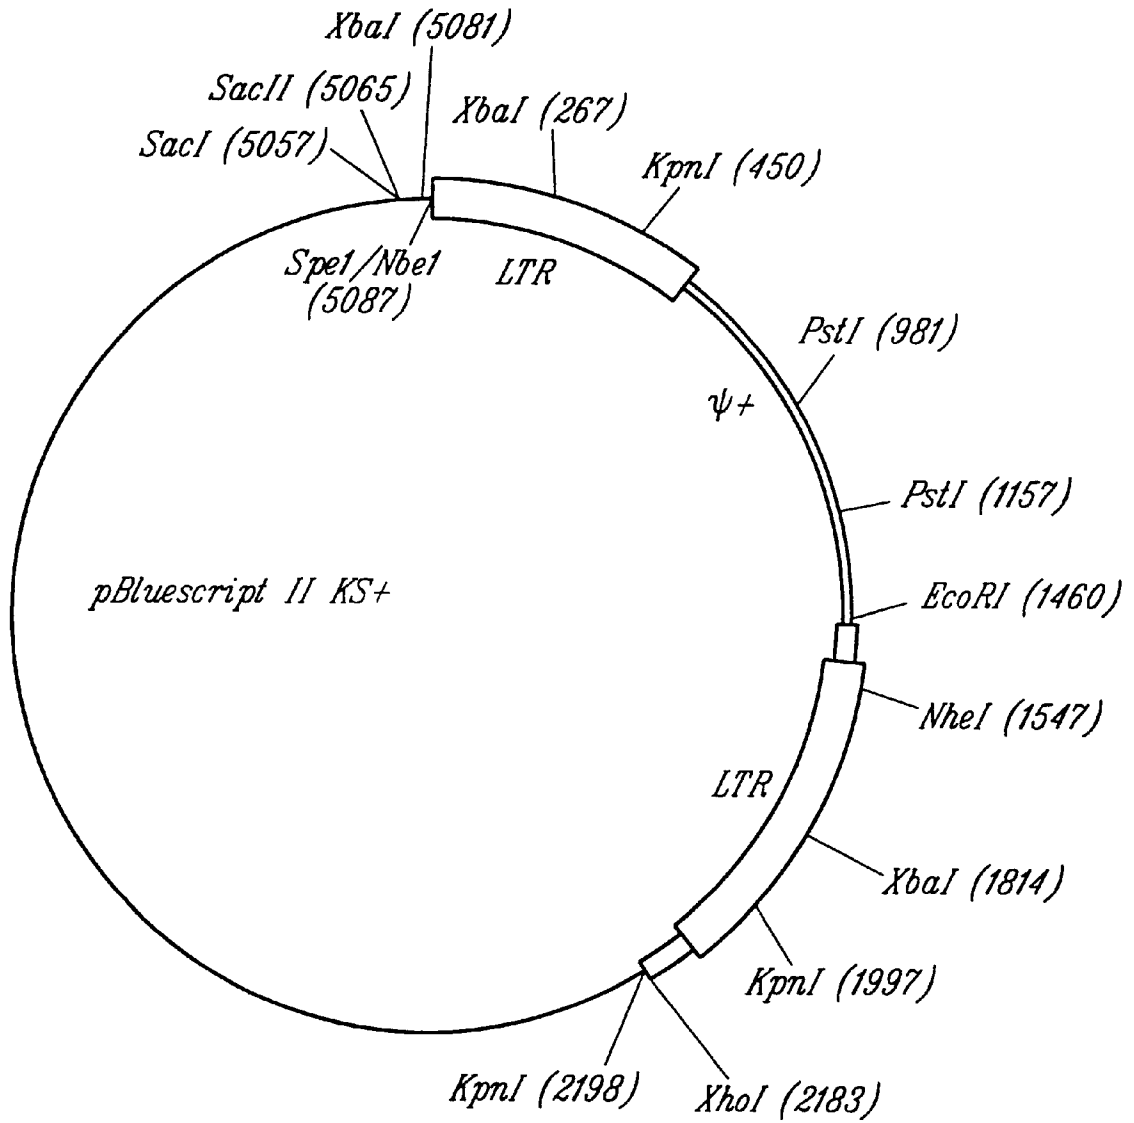 XbaI (5081)
SacII (5065)
XbaI (267)
SacI (5057)
KpnI (450)
Spe1/Nbe1
(5087)
LTR
PstI (981)
ψ+
PstI (1157)
pBluescript II KS+
EcoRI (1460)
NheI (1547)
LTR
XbaI (1814)
KpnI (1997)
KpnI (2198)
XhoI (2183)